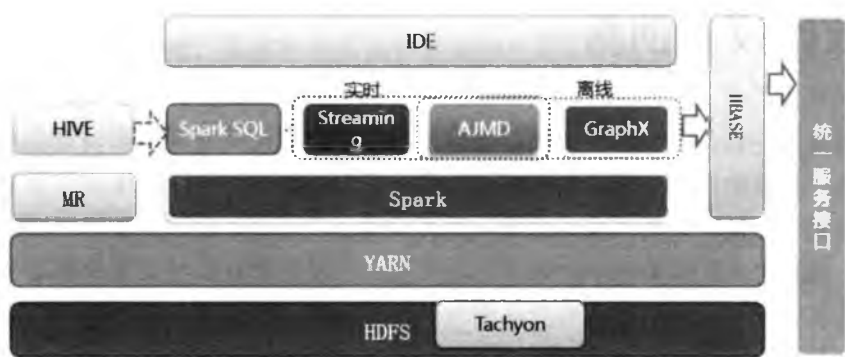 IDE
实时
离线
HIVE
Spark SQL
Streamin
g
AJMD
GraphX
HBASE
统一服务接口
MR
Spark
YARN
HDFS
Tachyon